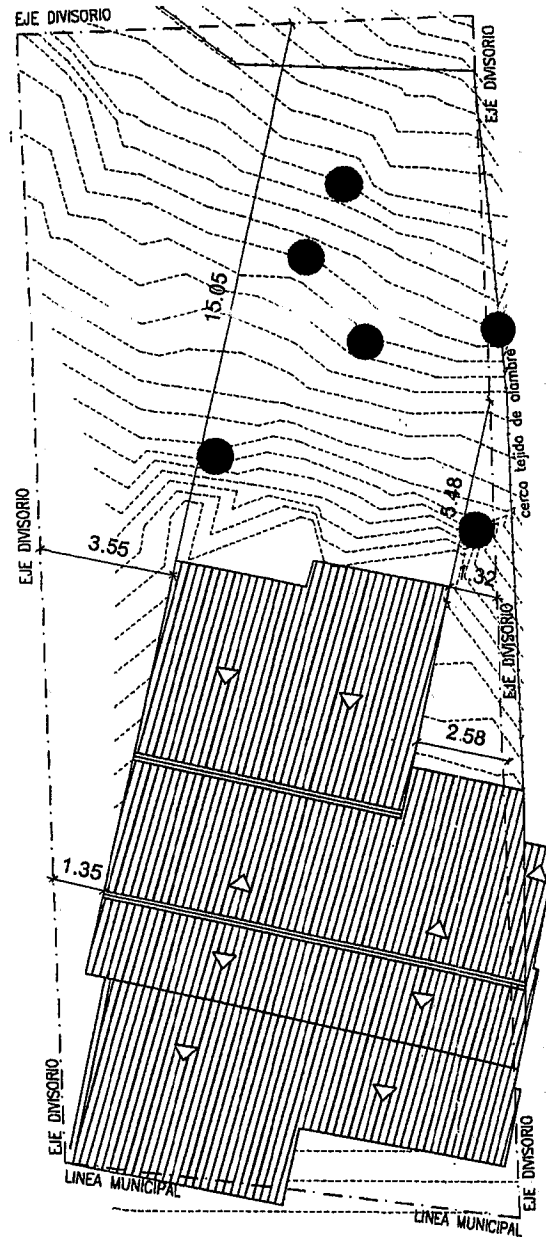 EJE DIVISORIO
EJE DIVISORIO
15.05
cerco tejido de alambre
5.48
EJE DIVISORIO
3.55
32
EJE DIVISORIO
2.58
1.35
EJE DIVISORIO
LINEA MUNICIPAL
EJE DIVISORIO
LINEA MUNICIPAL